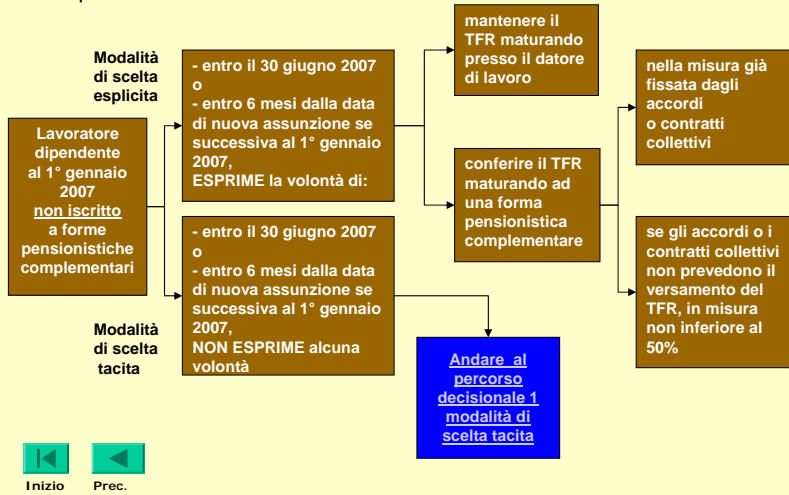 Modalità
di scelta
esplicita
Lavoratore
dipendente
al 1° gennaio
2007
non iscritto
a forme
pensionistiche
complementari
Modalità
di scelta
tacita
- entro il 30 giugno 2007
o
- entro 6 mesi dalla data
di nuova assunzione se
successiva al 1° gennaio
2007,
ESPRIME la volontà di:
- entro il 30 giugno 2007
o
- entro 6 mesi dalla data
di nuova assunzione se
successiva al 1° gennaio
2007,
NON ESPRIME alcuna
volontà
mantenere il
TFR maturando
presso il datore
di lavoro
conferire il TFR
maturando ad
una forma
pensionistica
complementare
nella misura già
fissata dagli
accordi
o contratti
collettivi
se gli accordi o i
contratti collettivi
non prevedono il
versamento del
TFR, in misura
non inferiore al
50%
Andare al
percorso
decisionale 1
modalità di
scelta tacita
Inizio
Prec.